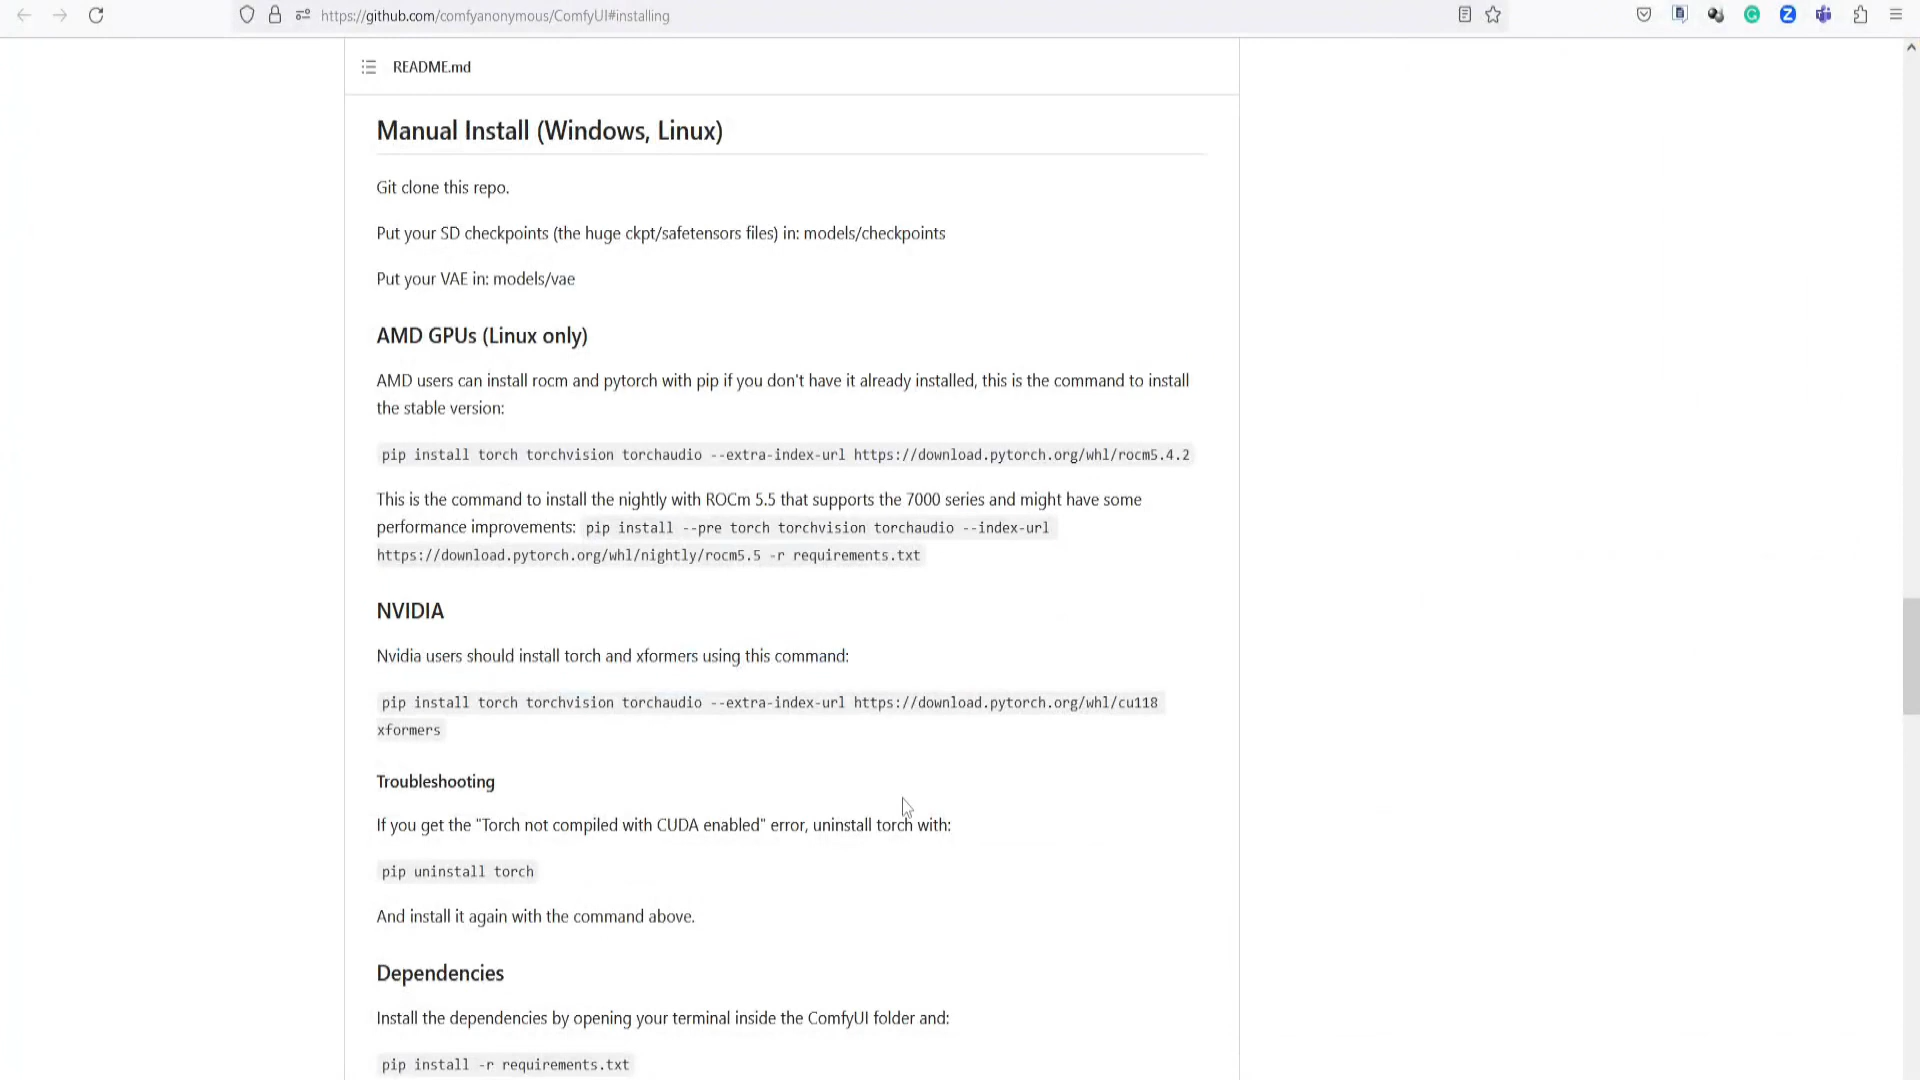 https://github.com/comfyanonymous/ComfyUI#installing
README.md
Manual Install (Windows, Linux)
Git clone this repo.
Put your SD checkpoints (the huge ckpt/safetensors files) in: models/checkpoints
Put your VAE in: models/vae
AMD GPUs (Linux only)
AMD users can install rocm and pytorch with pip if you don't have it already installed, this is the command to install
the stable version:
pip install torch torchvision torchaudio --extra-index-url https://download.pytorch.org/whl/rocm5.4.2
This is the command to install the nightly with ROCm 5.5 that supports the 7000 series and might have some
performance improvements: pip install --pre torch torchvision torchaudio --index-url
https://download.pytorch.org/whl/nightly/rocm5.5 -r requirements.txt
NVIDIA
Nvidia users should install torch and xformers using this command:
pip install torch torchvision torchaudio --extra-index-url https://download.pytorch.org/whl/cu118
xformers
Troubleshooting
If you get the "Torch not compiled with CUDA enabled" error, uninstall torch with:
pip uninstall torch
And install it again with the command above.
Dependencies
Install the dependencies by opening your terminal inside the ComfyUI folder and:
pip install -r requirements.txt